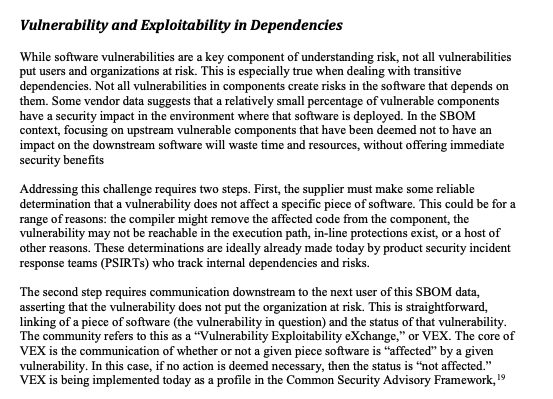 Vulnerability and Exploitability in Dependencies
While software vulnerabilities are a key component of understanding risk, not all vulnerabilities
put users and organizations at risk. This is especially true when dealing with transitive
dependencies. Not all vulnerabilities in components create risks in the software that depends on
them. Some vendor data suggests that a relatively small percentage of vulnerable components
have a security impact in the environment where that software is deployed. In the SBOM
context, focusing on upstream vulnerable components that have been deemed not to have an
impact on the downstream software will waste time and resources, without offering immediate
security benefits
Addressing this challenge requires two steps. First, the supplier must make some reliable
determination that a vulnerability does not affect a specific piece of software. This could be for a
range of reasons: the compiler might remove the affected code from the component, the
vulnerability may not be reachable in the execution path, in-line protections exist, or a host of
other reasons. These determinations are ideally already made today by product security incident
response teams (PSIRTs) who track internal dependencies and risks.
The second step requires communication downstream to the next user of this SBOM data,
asserting that the vulnerability does not put the organization at risk. This is straightforward,
linking of a piece of software (the vulnerability in question) and the status of that vulnerability.
The community refers to this as a “Vulnerability Exploitability eXchange,” or VEX. The core of
VEX is the communication of whether or not a given piece software is “affected” by a given
vulnerability. In this case, if no action is deemed necessary, then the status is “not affected.”
VEX is being implemented today as a profile in the Common Security Advisory Framework,19